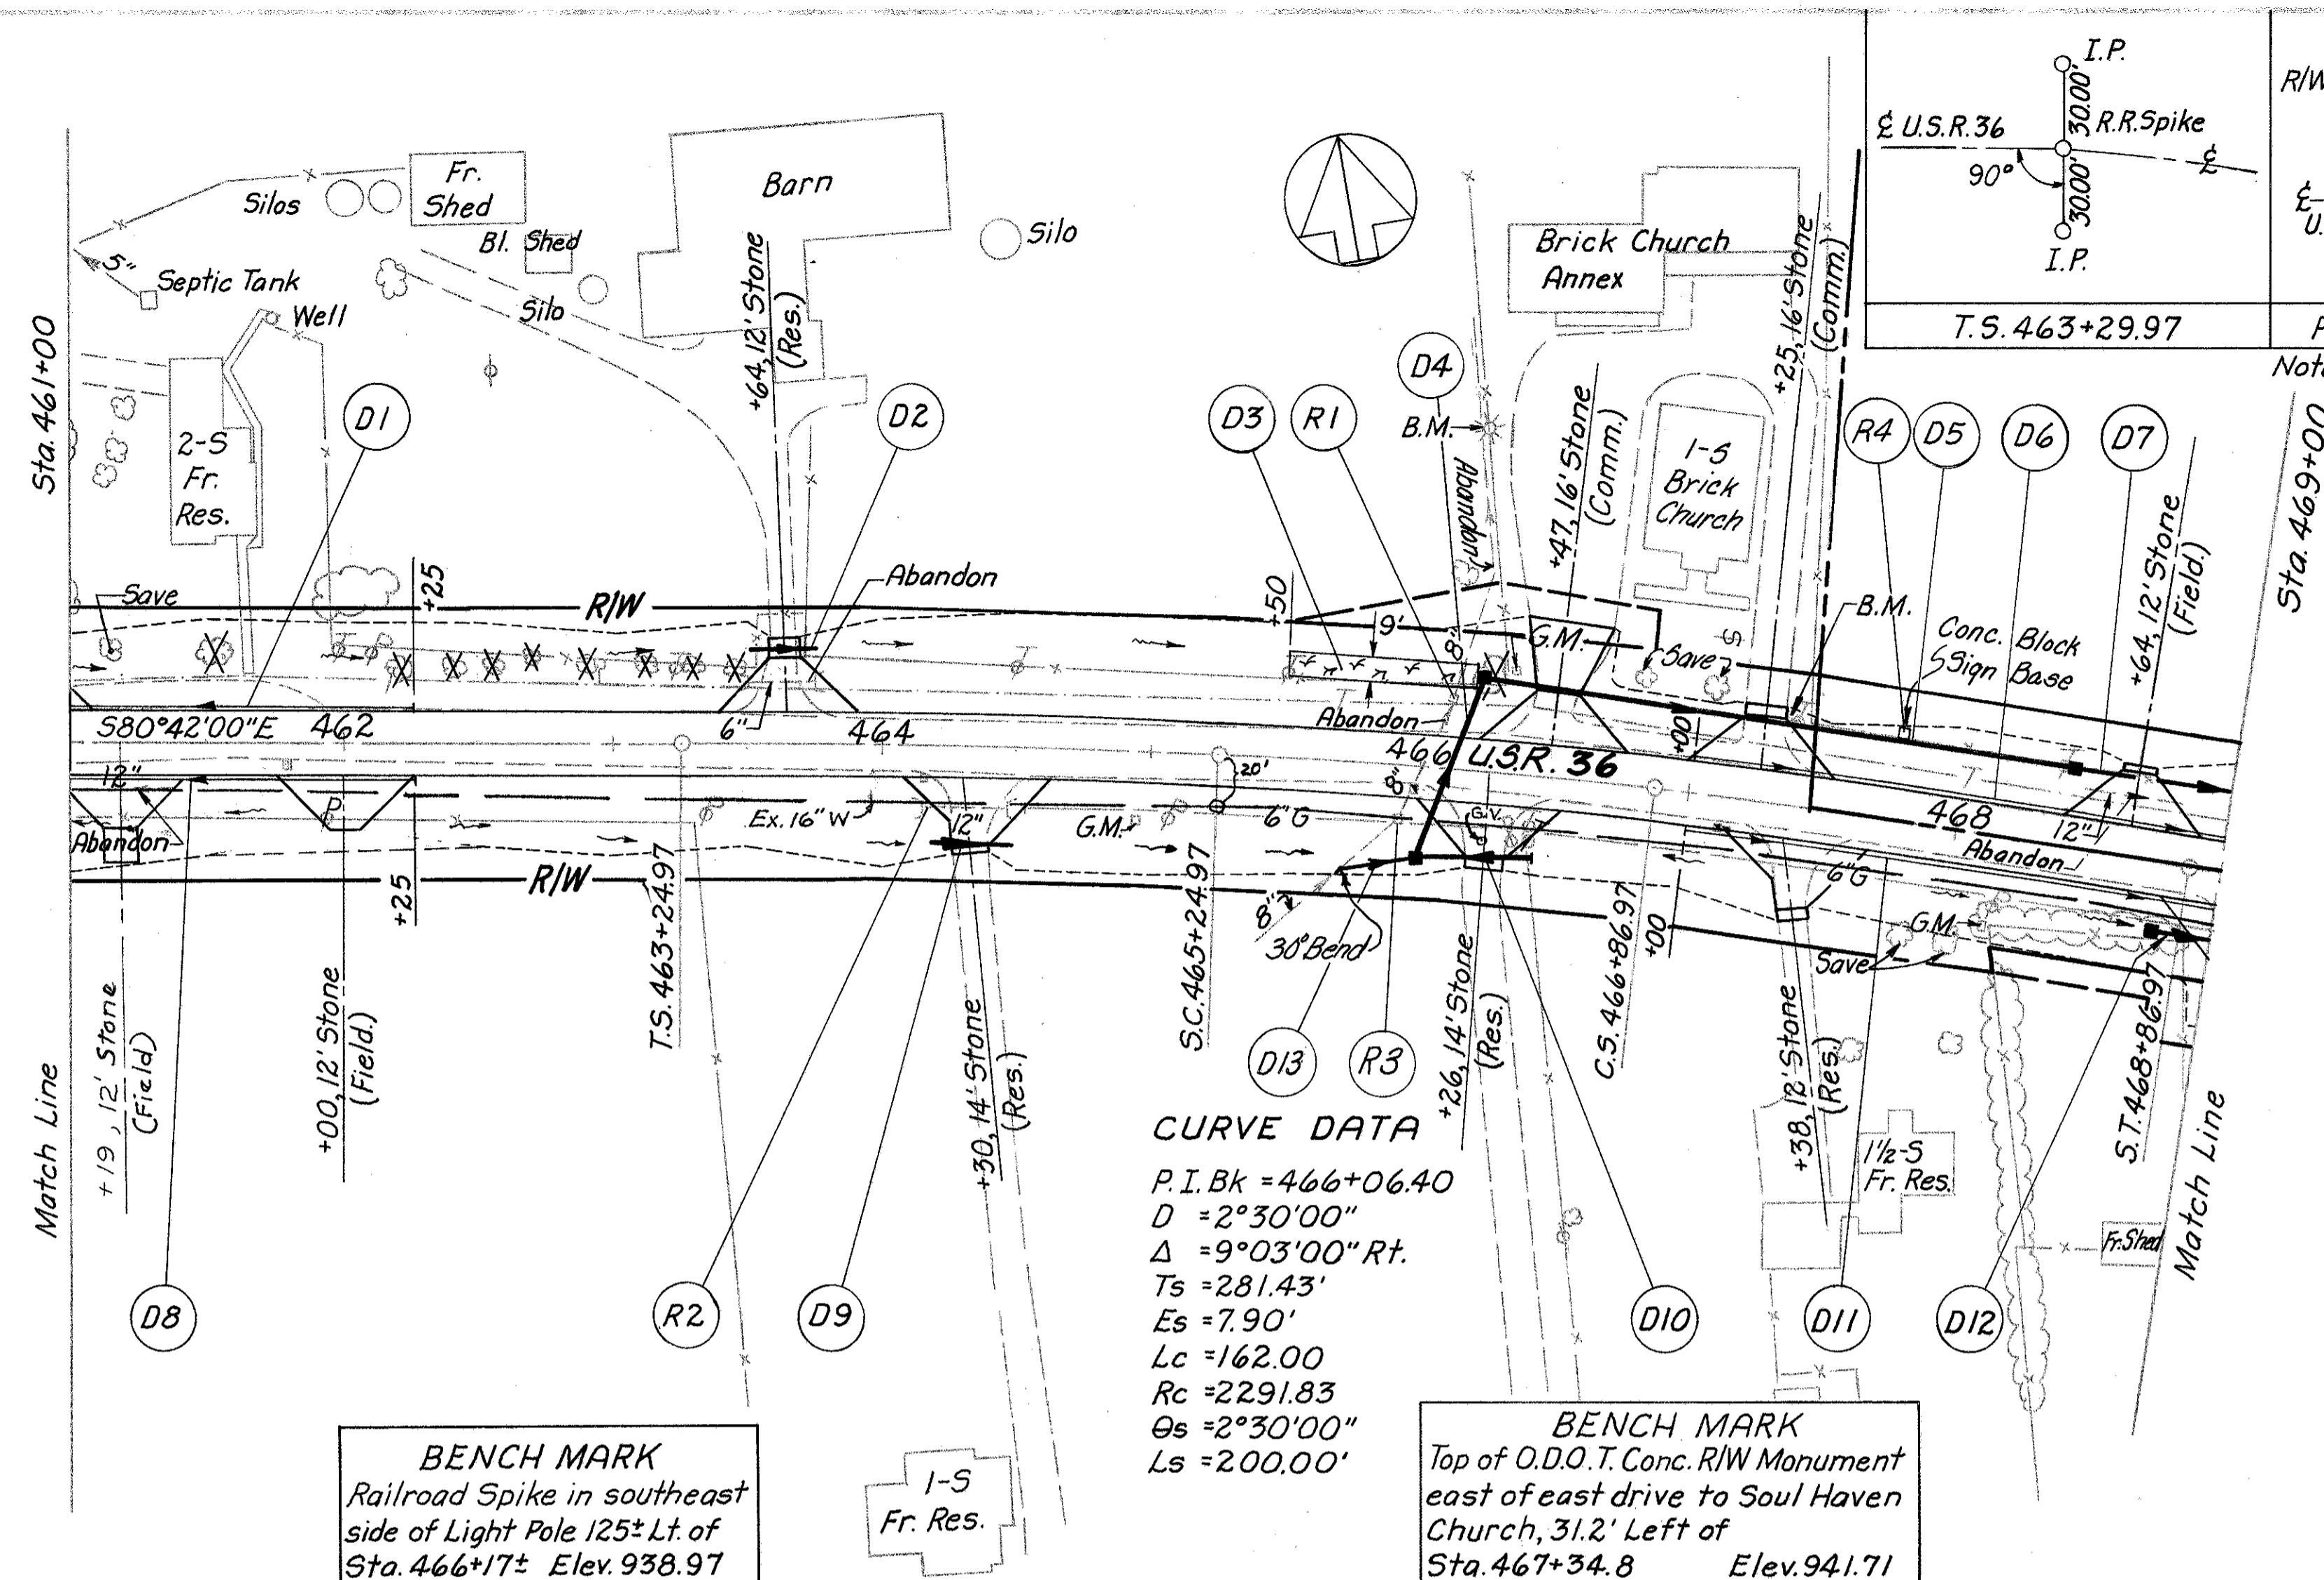 I.P.
30.00'
R/W
℄ U.S.R.36
R.R.Spike
℄
90°
30.00'
I.P.
T.S. 463+29.97
Fr.
Shed
Silos
Barn
Bl. Shed
Silo
Silo
5"
Septic Tank
Well
Brick Church
Annex
+64, 12' Stone
(Res.)
+25, 16' Stone
(Comm.)
Sta. 461+00
D1
D2
D3
R1
D4
B.M.
Abandon
+47, 16' Stone
(Comm.)
1-S
Brick
Church
R4
D5
D6
D7
+64, 12' Stone
(Field.)
Sta. 469+00
2-S
Fr.
Res.
Save
+25
R/W
Abandon
+50
9'
8"
G.M.
Save
S
B.M.
Conc. Block
Sign Base
S80°42'00"E
462
6"
464
Abandon
466
U.S.R. 36
+00
468
12"
Abandon
20'
8"
12"
P
Ex. 16" W
12"
G.M.
6"G
G.V.
6"G
Abandon
R/W
+25
8"
30° Bend
+00
G.M.
Save
+19, 12' Stone
(Field)
+00, 12' Stone
(Field.)
T.S. 463+24.97
+30, 14' Stone
(Res.)
S.C. 465+24.97
D13
R3
+26, 14' Stone
(Res.)
C.S. 466+86.97
+38, 12' Stone
(Res.)
S.T. 468+86.97
Match Line
Match Line
1½-S
Fr. Res.
Fr. Shed
D8
R2
D9
D10
D11
D12
CURVE DATA
P.I. Bk = 466+06.40
D = 2°30'00"
Δ = 9°03'00" Rt.
Ts = 281.43'
Es = 7.90'
Lc = 162.00
Rc = 2291.83
Θs = 2°30'00"
Ls = 200.00'
1-S
Fr. Res.
BENCH MARK
Railroad Spike in southeast
side of Light Pole 125± Lt. of
Sta. 466+17± Elev. 938.97
BENCH MARK
Top of O.D.O.T. Conc. R/W Monument
east of east drive to Soul Haven
Church, 31.2' Left of
Sta. 467+34.8 Elev. 941.71